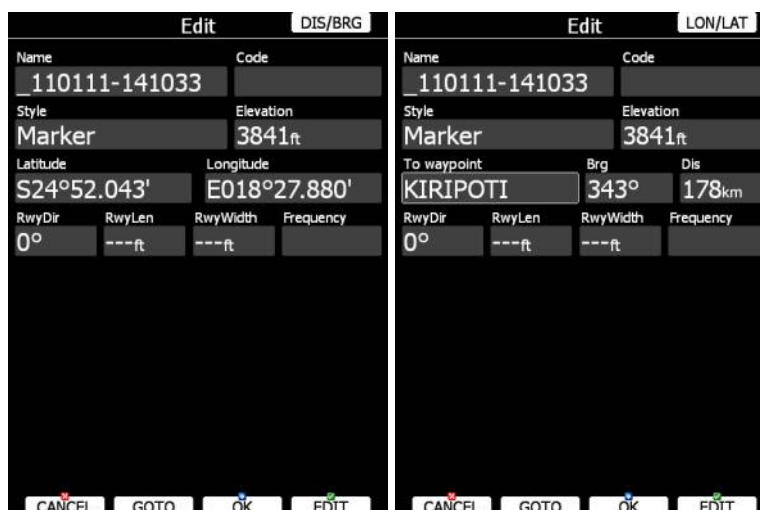 Edit DIS/BRG
Name Code
_110111-141033
Style Elevation
Marker 3841ft
Latitude Longitude
S24°52.043' E018°27.880'
RwyDir RwyLen RwyWidth Frequency
0° ---ft ---ft
CANCEL GOTO OK EDIT
Edit LON/LAT
Name Code
_110111-141033
Style Elevation
Marker 3841ft
To waypoint Brg Dis
KIRIPOTI 343° 178km
RwyDir RwyLen RwyWidth Frequency
0° ---ft ---ft
CANCEL GOTO OK EDIT